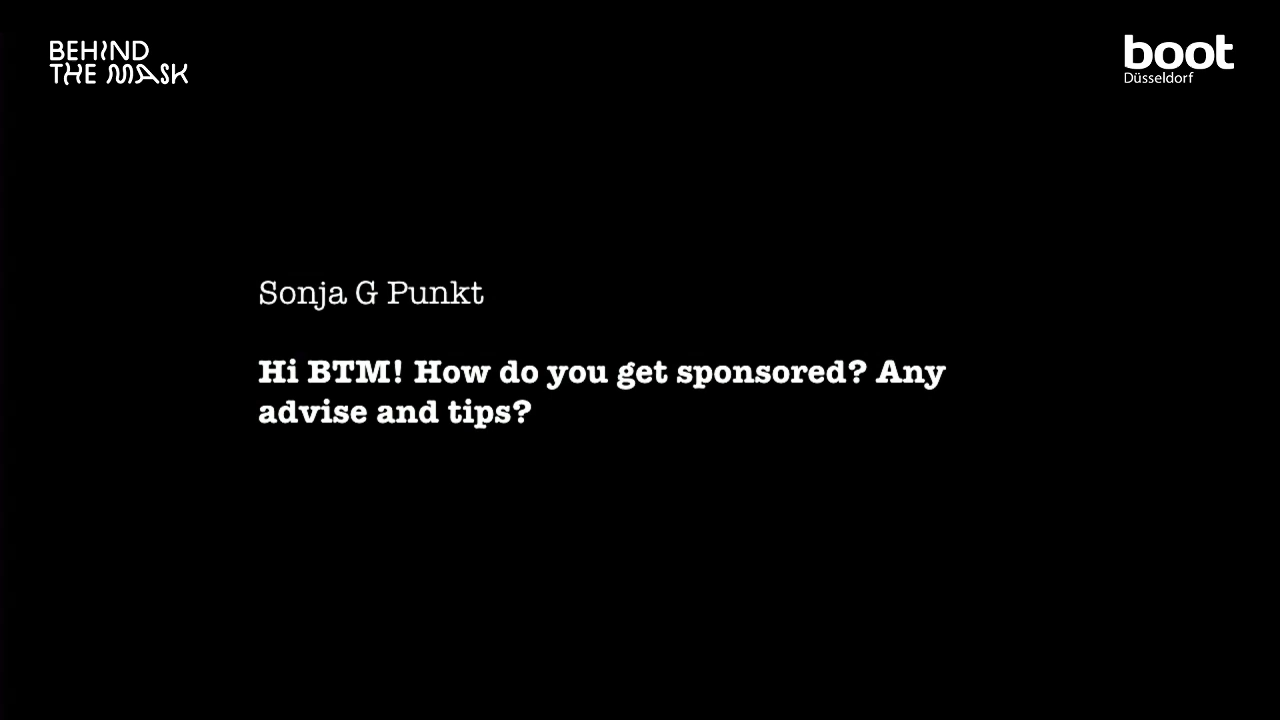 BEHIND
THE MASK
boot
Düsseldorf
Sonja G Punkt
Hi BTM! How do you get sponsored? Any
advise and tips?